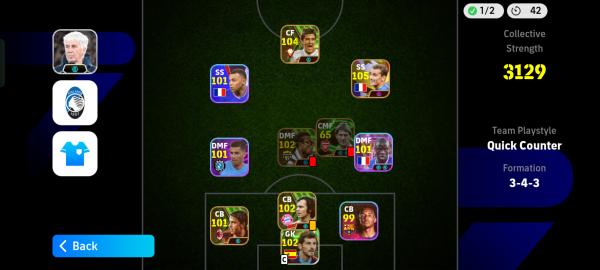 1/2
42
Collective
Strength
3129
Team Playstyle
Quick Counter
Formation
3-4-3
CF
104
SS
101
SS
105
DMF
101
DMF
102
CMF
65
DMF
101
CB
101
CB
102
CB
99
GK
102
C
Back